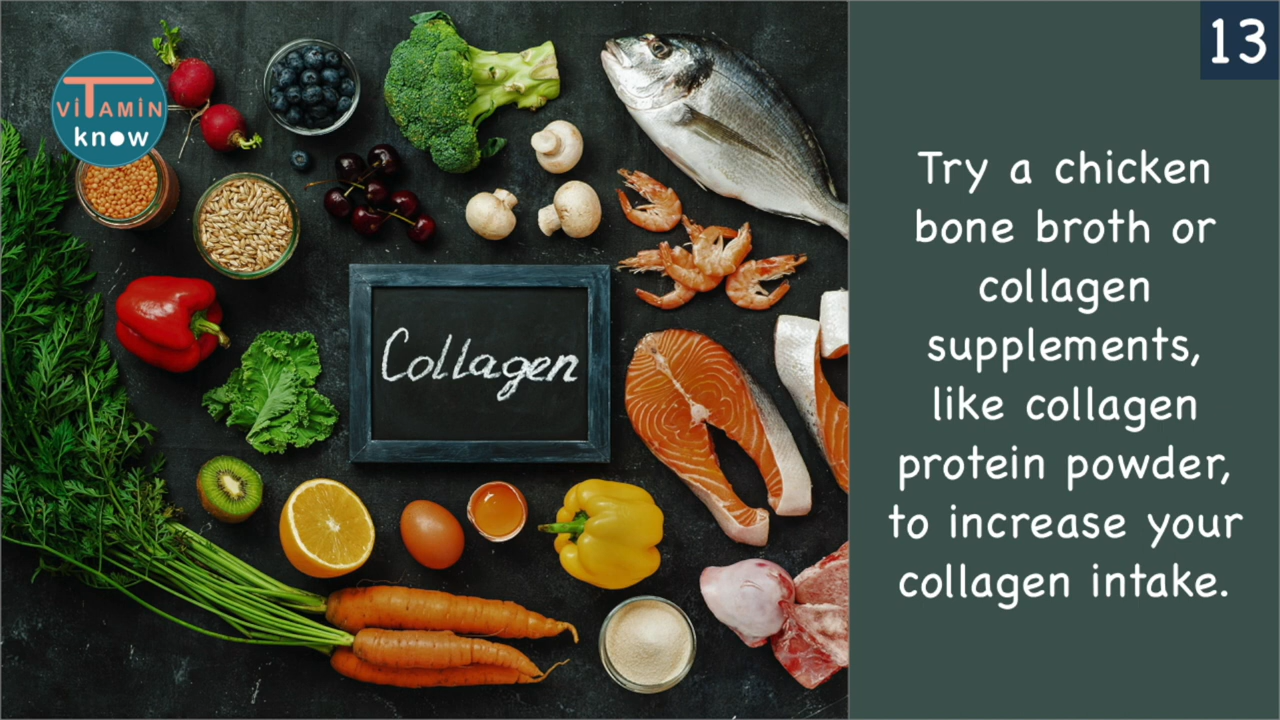 13
ViTAMiN
know
Collagen
Try a chicken
bone broth or
collagen
supplements,
like collagen
protein powder,
to increase your
collagen intake.